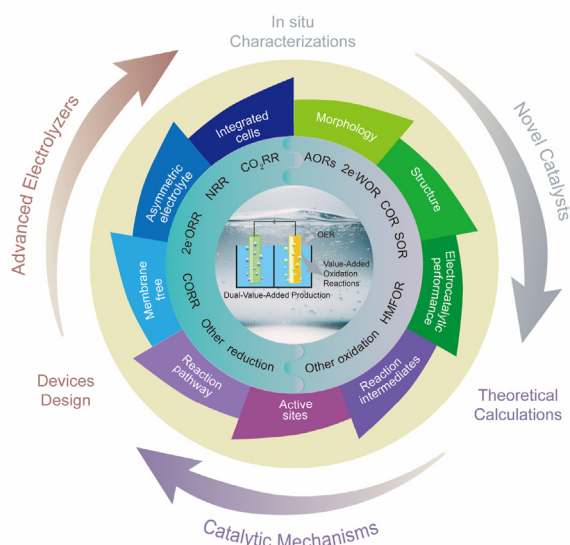 In situ
Characterizations
Novel Catalysts
Theoretical
Calculations
Catalytic Mechanisms
Devices
Design
Advanced Electrolyzers
Integrated
cells
Morphology
Structure
Electrocatalytic
performance
Reaction
intermediates
Active
sites
Reaction
pathway
Membrane
free
Asymmetric
electrolyte
CO₂RR
NRR
2e⁻ORR
CORR
Other reduction
AORs
2e⁻WOR
COR
SOR
HMFOR
Other oxidation
OER
Value-Added
Oxidation
Reactions
Dual-Value-Added Production